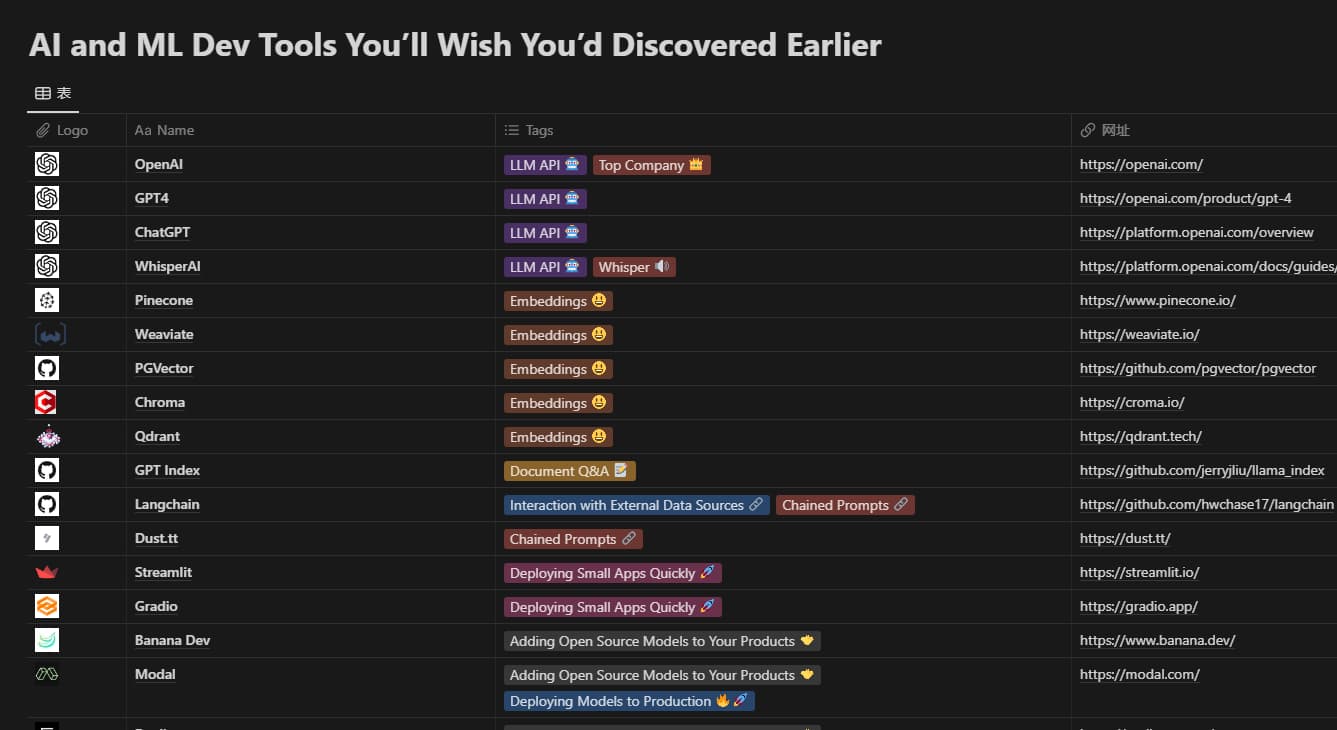 AI and ML Dev Tools You’ll Wish You’d Discovered Earlier
表
Logo Aa Name Tags 网址
OpenAI LLM API 🤖 Top Company 👑 https://openai.com/
GPT4 LLM API 🤖 https://openai.com/product/gpt-4
ChatGPT LLM API 🤖 https://platform.openai.com/overview
WhisperAI LLM API 🤖 Whisper 🔊 https://platform.openai.com/docs/guides/
Pinecone Embeddings 😃 https://www.pinecone.io/
Weaviate Embeddings 😃 https://weaviate.io/
PGVector Embeddings 😃 https://github.com/pgvector/pgvector
Chroma Embeddings 😃 https://croma.io/
Qdrant Embeddings 😃 https://qdrant.tech/
GPT Index Document Q&A 📝 https://github.com/jerryjliu/llama_index
Langchain Interaction with External Data Sources 🔗 Chained Prompts 🔗 https://github.com/hwchase17/langchain
Dust.tt Chained Prompts 🔗 https://dust.tt/
Streamlit Deploying Small Apps Quickly 🚀 https://streamlit.io/
Gradio Deploying Small Apps Quickly 🚀 https://gradio.app/
Banana Dev Adding Open Source Models to Your Products 🤝 https://www.banana.dev/
Modal Adding Open Source Models to Your Products 🤝 https://modal.com/
Deploying Models to Production 🔥🚀